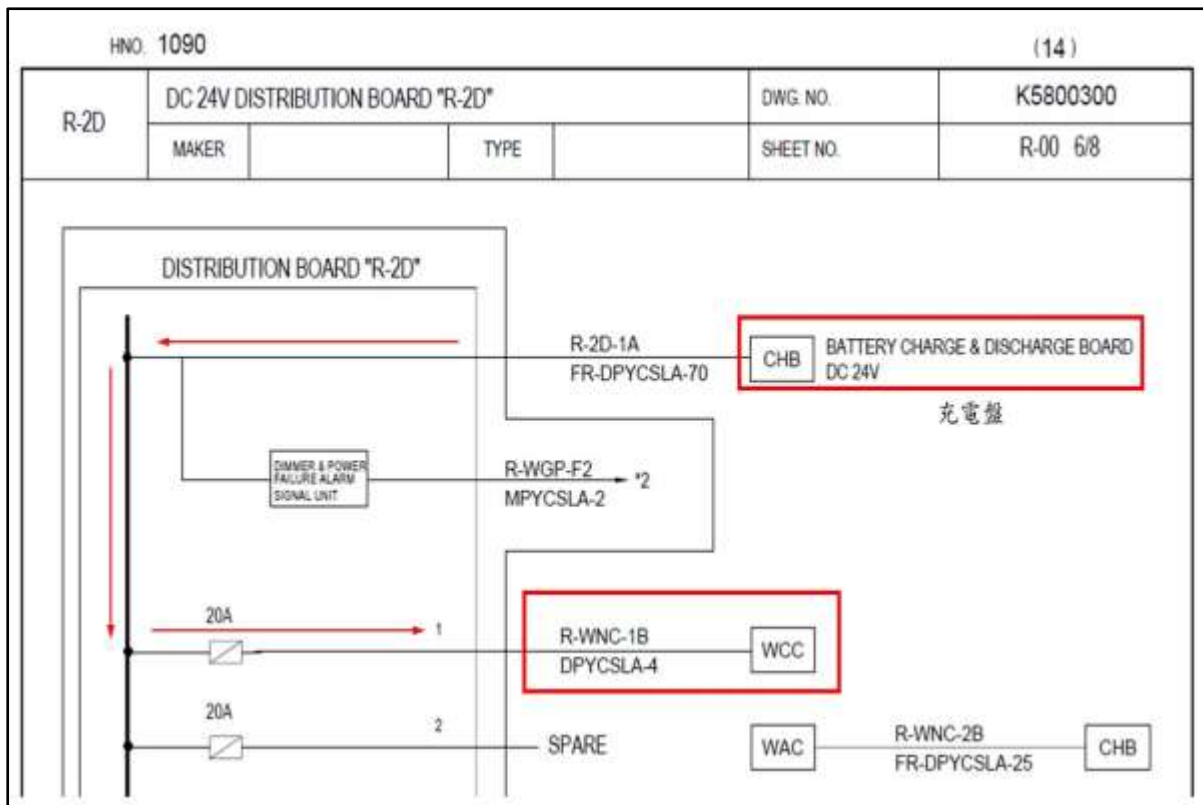 HNO. 1090
(14)
R-2D
DC 24V DISTRIBUTION BOARD "R-2D"
DWG. NO.
K5800300
MAKER
TYPE
SHEET NO.
R-00 6/8
DISTRIBUTION BOARD "R-2D"
R-2D-1A
FR-DPYCSLA-70
CHB
BATTERY CHARGE & DISCHARGE BOARD
DC 24V
充電盤
DIMMER & POWER
FAILURE ALARM
SIGNAL UNIT
R-WGP-F2
MPYCSLA-2
*2
20A
1
R-WNC-1B
DPYCSLA-4
WCC
20A
2
SPARE
WAC
R-WNC-2B
FR-DPYCSLA-25
CHB